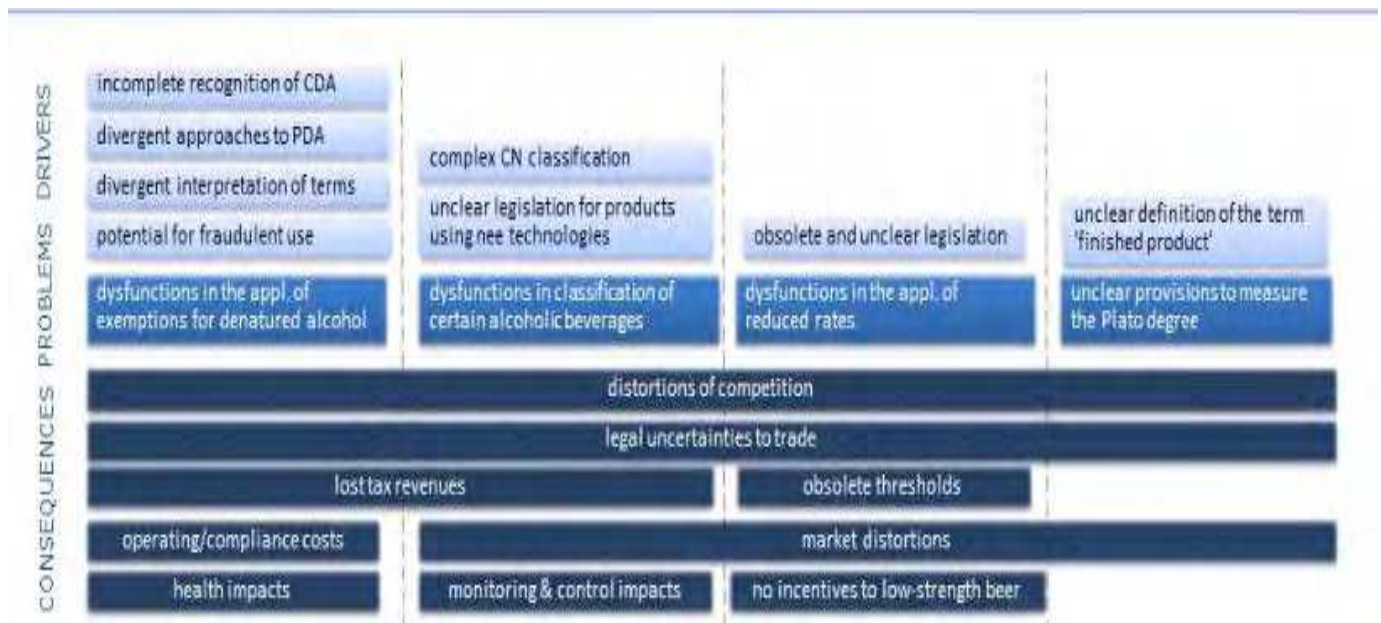 DRIVERS
incomplete recognition of CDA
divergent approaches to PDA
divergent interpretation of terms
potential for fraudulent use
complex CN classification
unclear legislation for products
using nee technologies
obsolete and unclear legislation
unclear definition of the term
'finished product'
PROBLEMS
dysfunctions in the appl. of
exemptions for denatured alcohol
dysfunctions in classification of
certain alcoholic beverages
dysfunctions in the appl. of
reduced rates
unclear provisions to measure
the Plato degree
CONSEQUENCES
distortions of competition
legal uncertainties to trade
lost tax revenues
obsolete thresholds
operating/compliance costs
market distortions
health impacts
monitoring & control impacts
no incentives to low-strength beer